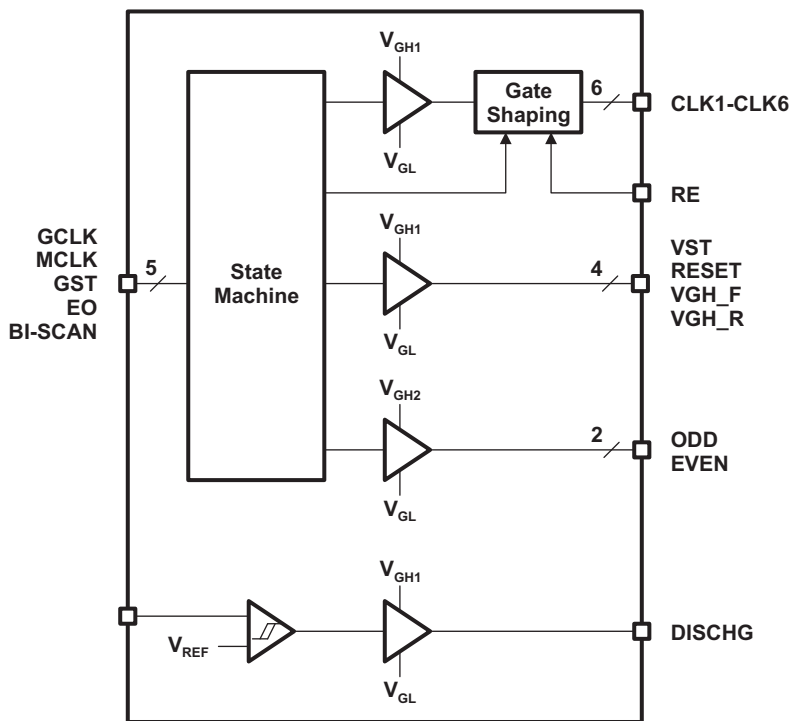 V_GH1
Gate
Shaping
6
CLK1-CLK6
V_GL
RE
GCLK
MCLK
GST
EO
BI-SCAN
5
State
Machine
V_GH1
4
VST
RESET
VGH_F
VGH_R
V_GL
V_GH2
2
ODD
EVEN
V_GL
V_GH1
V_REF
DISCHG
V_GL